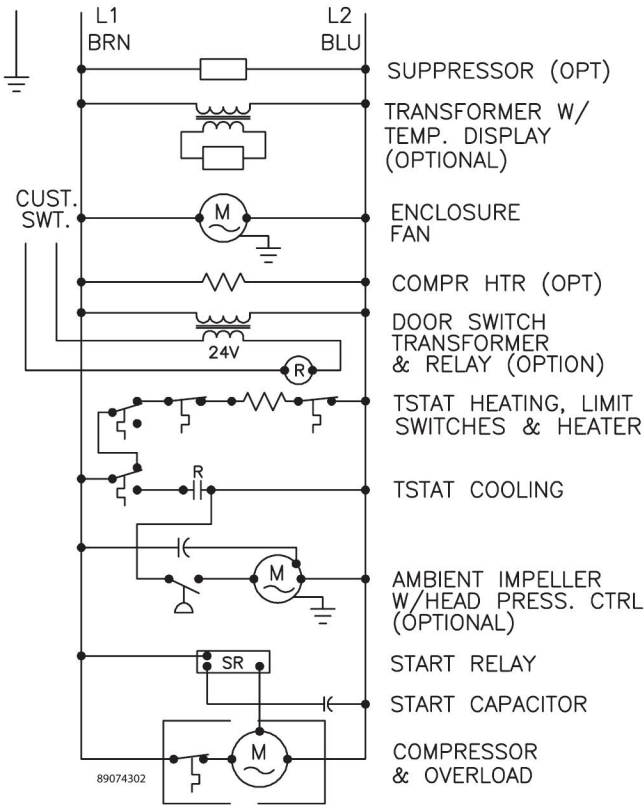 L1
BRN
L2
BLU
SUPPRESSOR (OPT)
TRANSFORMER W/
TEMP. DISPLAY
(OPTIONAL)
CUST.
SWT.
M
ENCLOSURE
FAN
COMPR HTR (OPT)
24V
R
DOOR SWITCH
TRANSFORMER
& RELAY (OPTION)
TSTAT HEATING, LIMIT
SWITCHES & HEATER
R
TSTAT COOLING
M
AMBIENT IMPELLER
W/HEAD PRESS. CTRL
(OPTIONAL)
SR
START RELAY
START CAPACITOR
M
COMPRESSOR
& OVERLOAD
89074302